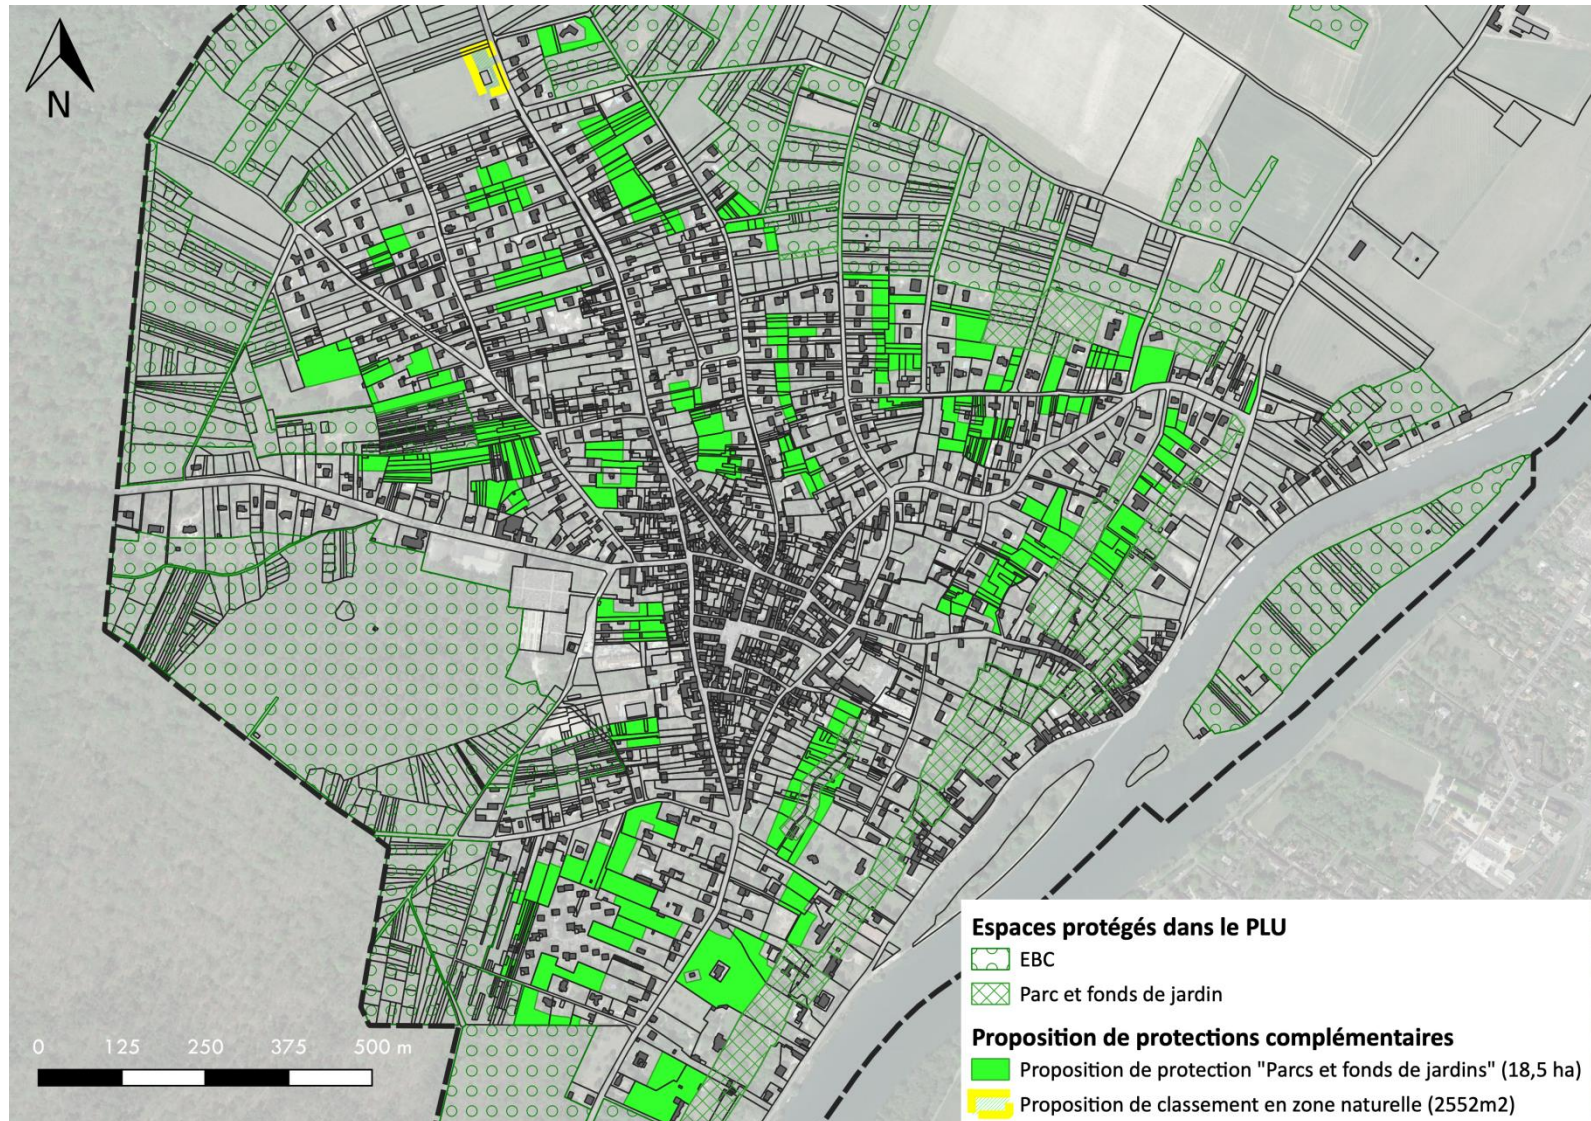 N
0 125 250 375 500 m
Espaces protégés dans le PLU
EBC
Parc et fonds de jardin
Proposition de protections complémentaires
Proposition de protection "Parcs et fonds de jardins" (18,5 ha)
Proposition de classement en zone naturelle (2552m2)